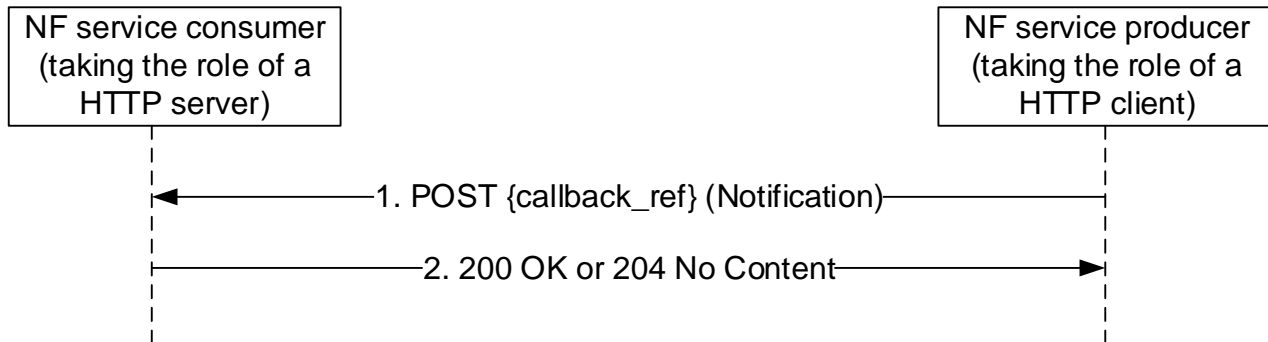 NF service consumer
(taking the role of a
HTTP server)
NF service producer
(taking the role of a
HTTP client)
1. POST {callback_ref} (Notification)
2. 200 OK or 204 No Content